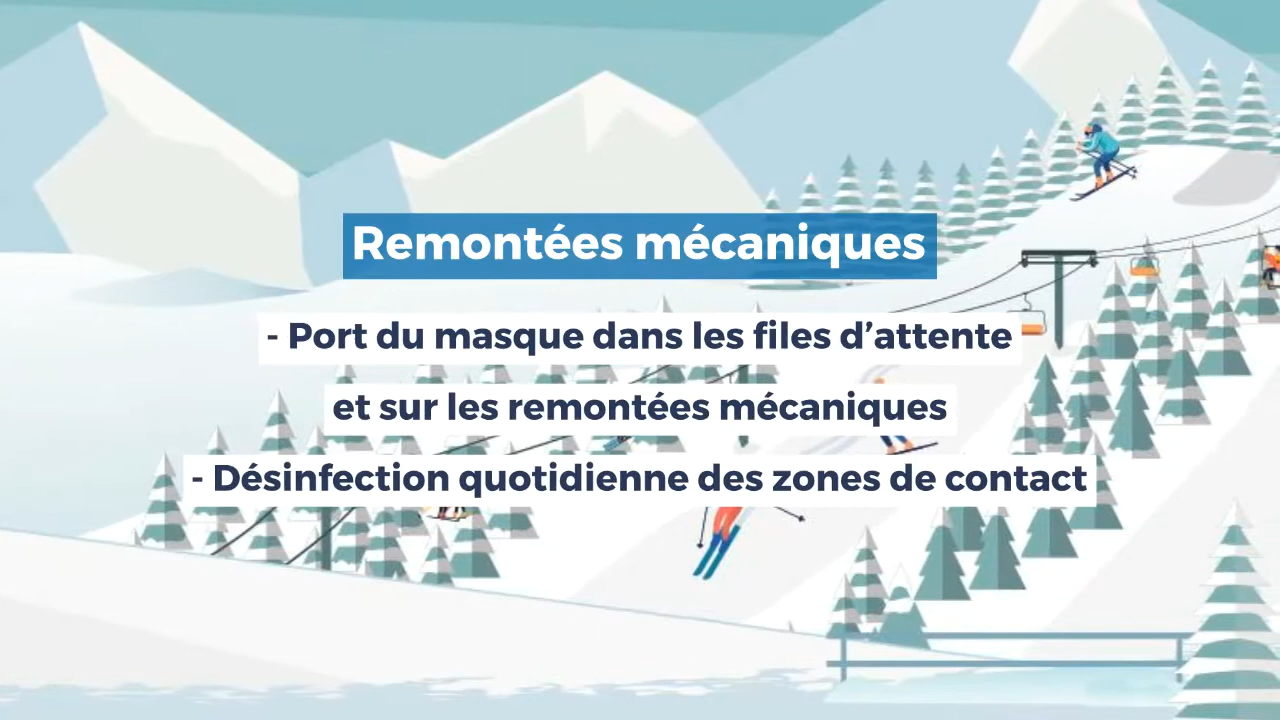 Remontées mécaniques
- Port du masque dans les files d’attente
et sur les remontées mécaniques
- Désinfection quotidienne des zones de contact